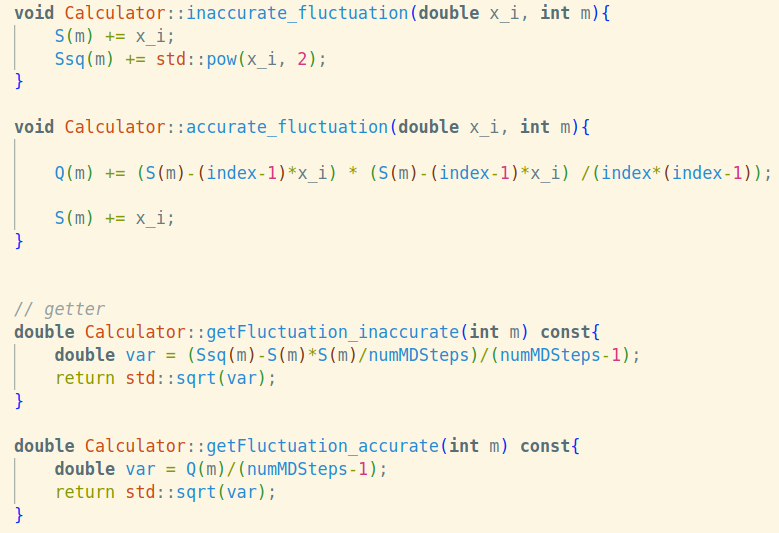 void Calculator::inaccurate_fluctuation(double x_i, int m){
    S(m) += x_i;
    Ssq(m) += std::pow(x_i, 2);
}
void Calculator::accurate_fluctuation(double x_i, int m){
    Q(m) += (S(m)-(index-1)*x_i) * (S(m)-(index-1)*x_i) /(index*(index-1));
    S(m) += x_i;
}
// getter
double Calculator::getFluctuation_inaccurate(int m) const{
    double var = (Ssq(m)-S(m)*S(m)/numMDSteps)/(numMDSteps-1);
    return std::sqrt(var);
}
double Calculator::getFluctuation_accurate(int m) const{
    double var = Q(m)/(numMDSteps-1);
    return std::sqrt(var);
}